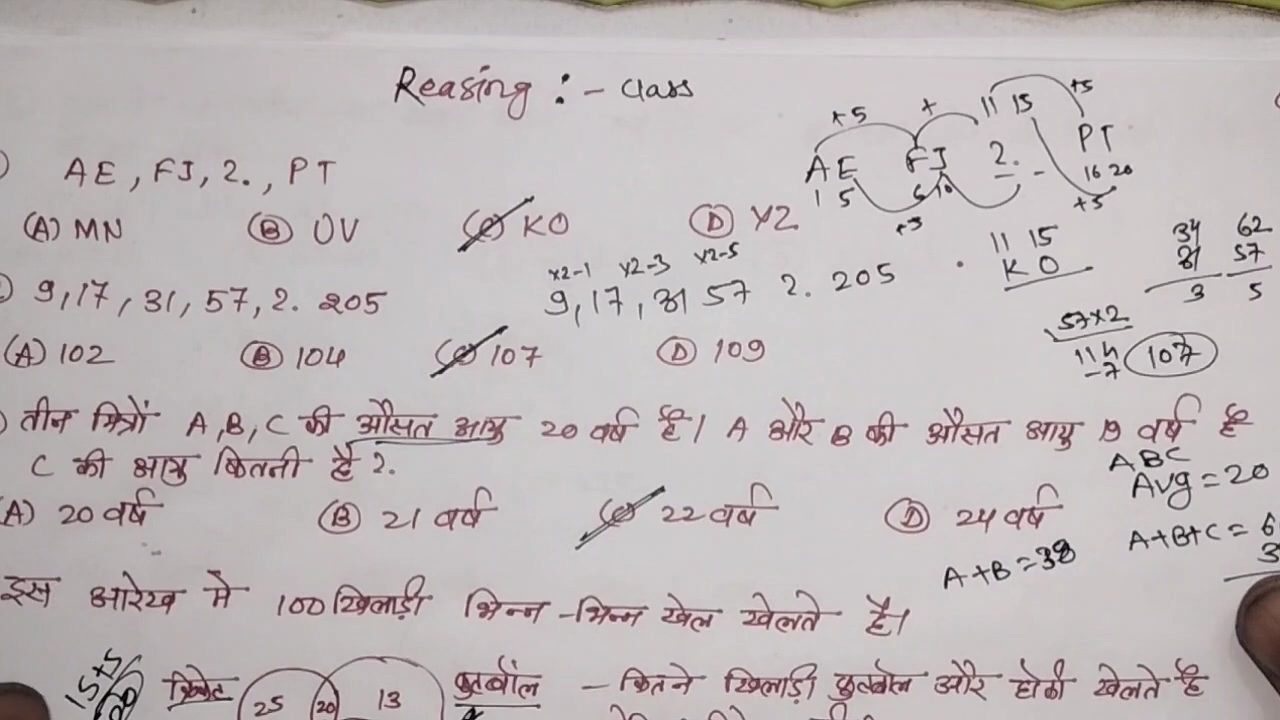 Reasing :- Class
AE, FJ, 2., PT
(A) MN (B) UV (C) KO (D) YZ
+5 + 11 15 +5
AE FJ 2. - PT
1 5 6 10 16 20
+5 +5
11 15
KO
9, 17, 31, 57, 2. 205
(A) 102 (B) 104 (C) 107 (D) 109
x2-1 x2-3 x2-5
9, 17, 31 57 2. 205
34 62
31 57
3 5
57x2
114
-7 107
तीन मित्रों A, B, C की औसत आयु 20 वर्ष है। A और B की औसत आयु 19 वर्ष है
C की आयु कितनी है 2.
(A) 20 वर्ष (B) 21 वर्ष (C) 22 वर्ष (D) 24 वर्ष
ABC
Avg = 20
A+B+C = 6
A+B = 38
3
इस आरेख मे 100 खिलाड़ी भिन्न-भिन्न खेल खेलते है।
15+5
क्रिकेट 25 20 13 फुटबॉल - कितने खिलाड़ी फुटबॉल और हॉकी खेलते है